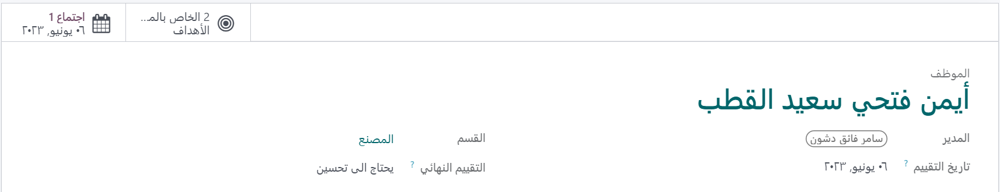 2 الخاص بالمـ...
الأهداف
اجتماع 1
٠٦ يونيو, ٢٠٢٣
الموظف
أيمن فتحي سعيد القطب
المدير سامر فائق دشون
القسم المصنع
تاريخ التقييم ? ٠٦ يونيو, ٢٠٢٣
التقييم النهائي ? يحتاج الى تحسين